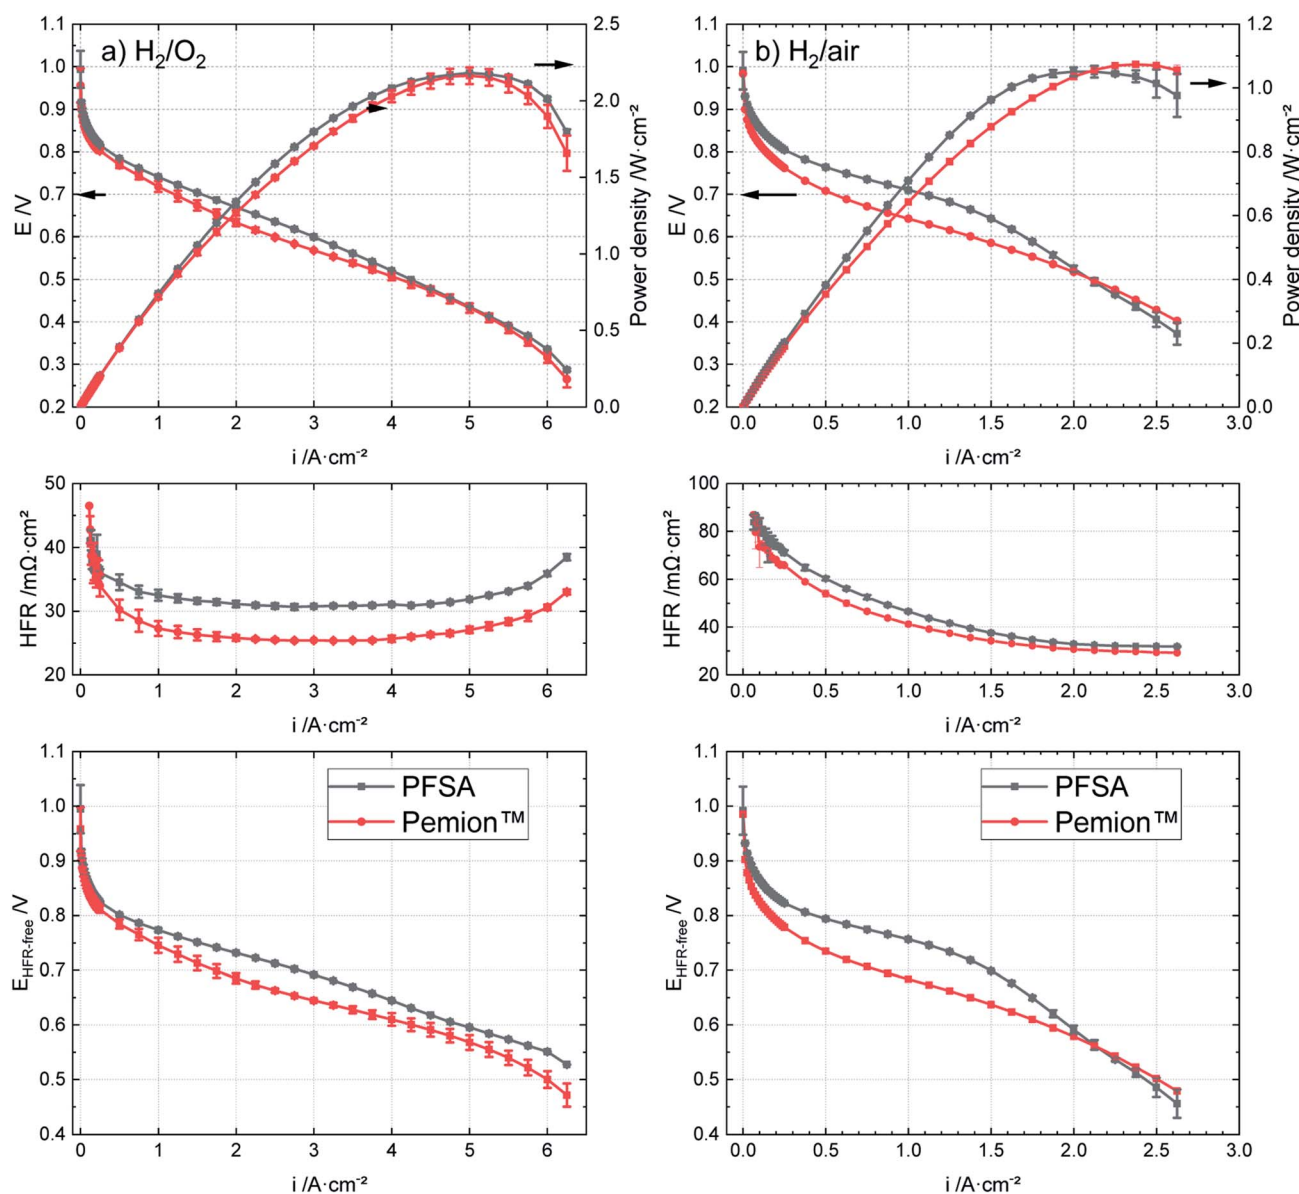 a) H₂/O₂
1.1
1.0
0.9
0.8
0.7
0.6
0.5
0.4
0.3
0.2
E /V
2.5
2.0
1.5
1.0
0.5
0.0
Power density /W·cm⁻²
0 1 2 3 4 5 6
i /A·cm⁻²
b) H₂/air
1.1
1.0
0.9
0.8
0.7
0.6
0.5
0.4
0.3
0.2
E /V
1.2
1.0
0.8
0.6
0.4
0.2
0.0
Power density /W·cm⁻²
0.0 0.5 1.0 1.5 2.0 2.5 3.0
i /A·cm⁻²
50
40
30
20
HFR /mΩ·cm²
0 1 2 3 4 5 6
i /A·cm⁻²
100
80
60
40
20
HFR /mΩ·cm²
0.0 0.5 1.0 1.5 2.0 2.5 3.0
i /A·cm⁻²
1.1
1.0
0.9
0.8
0.7
0.6
0.5
0.4
E_HFR-free /V
PFSA
Pemion™
0 1 2 3 4 5 6
i /A·cm⁻²
1.1
1.0
0.9
0.8
0.7
0.6
0.5
0.4
E_HFR-free /V
PFSA
Pemion™
0.0 0.5 1.0 1.5 2.0 2.5 3.0
i /A·cm⁻²